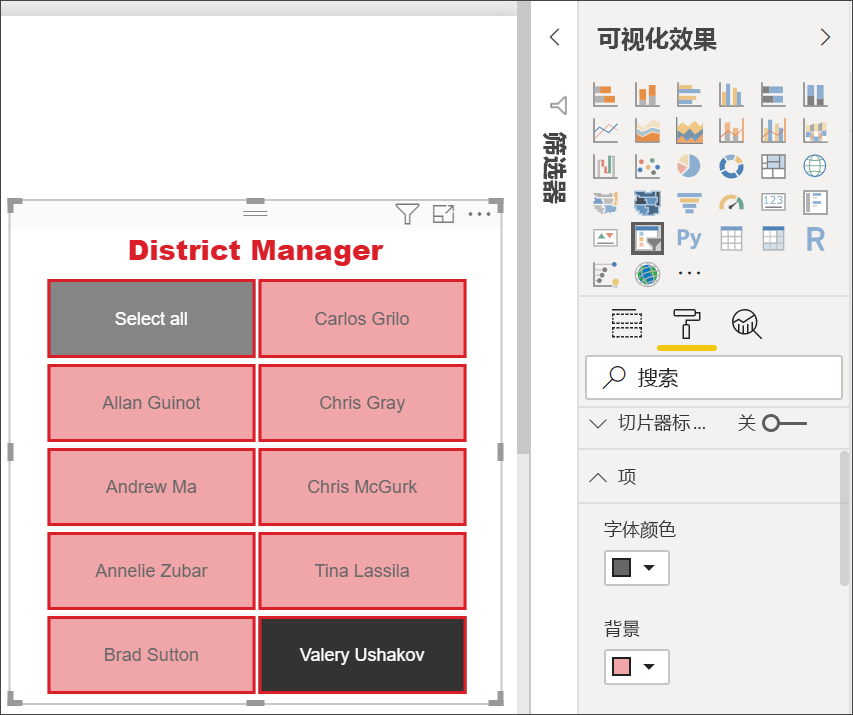 District Manager
Select all
Carlos Grilo
Allan Guinot
Chris Gray
Andrew Ma
Chris McGurk
Annelie Zubar
Tina Lassila
Brad Sutton
Valery Ushakov
筛选器
可视化效果
123
Py
R
搜索
切片器标... 关
项
字体颜色
背景